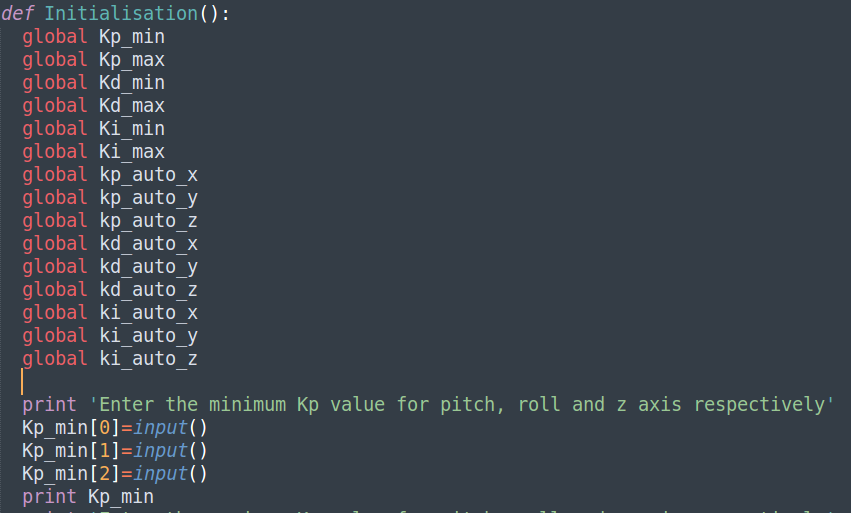 def Initialisation():
global Kp_min
global Kp_max
global Kd_min
global Kd_max
global Ki_min
global Ki_max
global kp_auto_x
global kp_auto_y
global kp_auto_z
global kd_auto_x
global kd_auto_y
global kd_auto_z
global ki_auto_x
global ki_auto_y
global ki_auto_z
print 'Enter the minimum Kp value for pitch, roll and z axis respectively'
Kp_min[0]=input()
Kp_min[1]=input()
Kp_min[2]=input()
print Kp_min